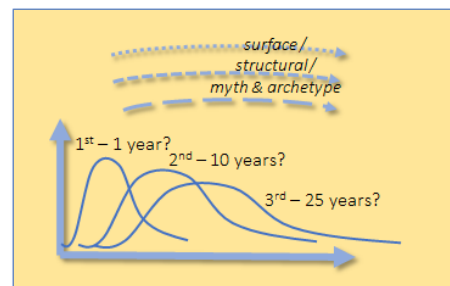 surface/
structural/
myth & archetype
1st – 1 year?
2nd – 10 years?
3rd – 25 years?